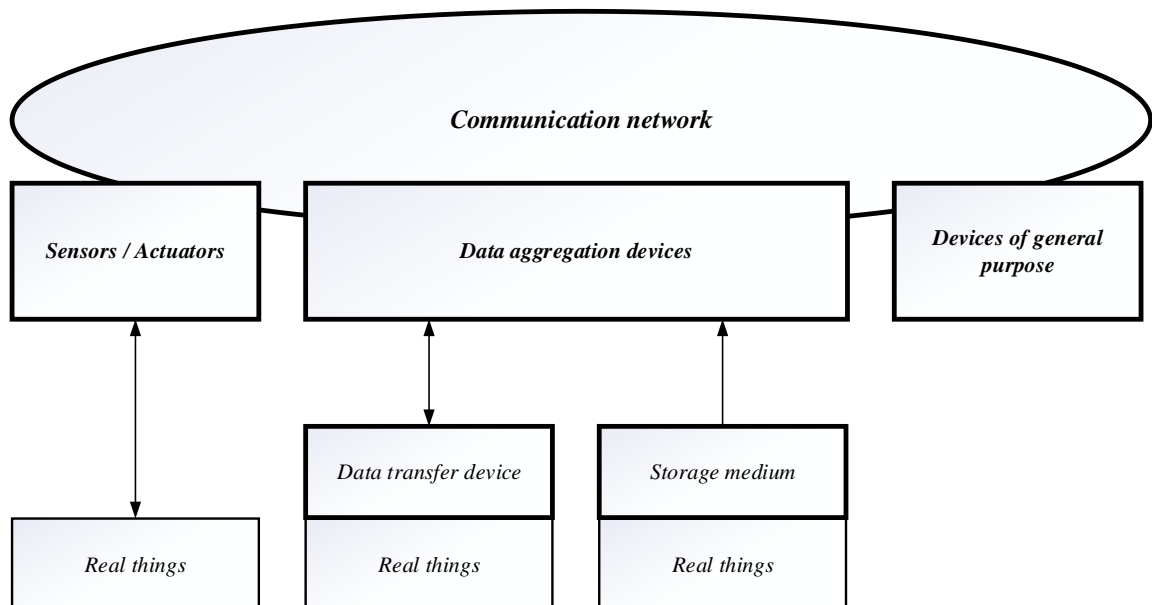 Communication network
Sensors / Actuators
Data aggregation devices
Devices of general
purpose
Data transfer device
Storage medium
Real things
Real things
Real things